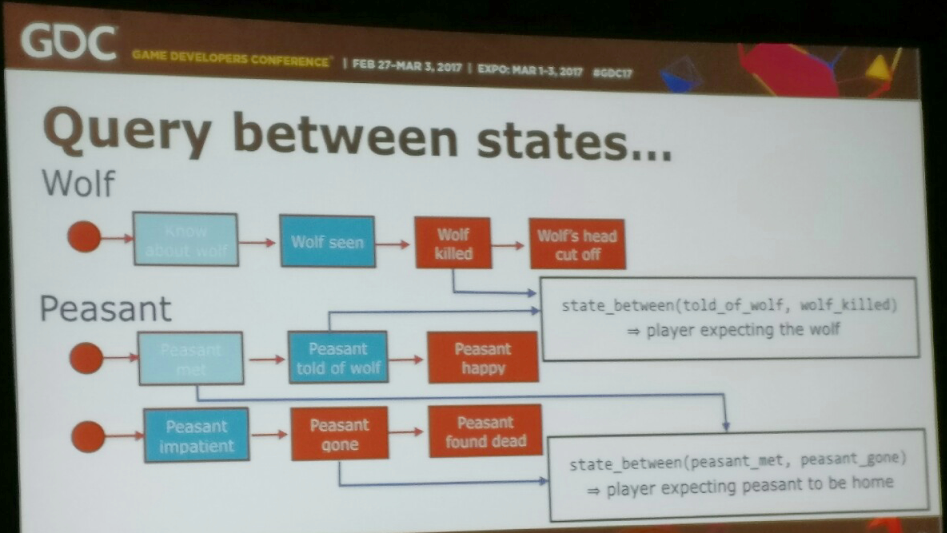 GDC
GAME DEVELOPERS CONFERENCE | FEB 27-MAR 3, 2017 | EXPO: MAR 1-3, 2017 #GDC17
Query between states...
Wolf
Know
about wolf
Wolf seen
Wolf
killed
Wolf's head
cut off
state_between(told_of_wolf, wolf_killed)
⇒ player expecting the wolf
Peasant
Peasant
met
Peasant
told of wolf
Peasant
happy
Peasant
impatient
Peasant
gone
Peasant
found dead
state_between(peasant_met, peasant_gone)
⇒ player expecting peasant to be home